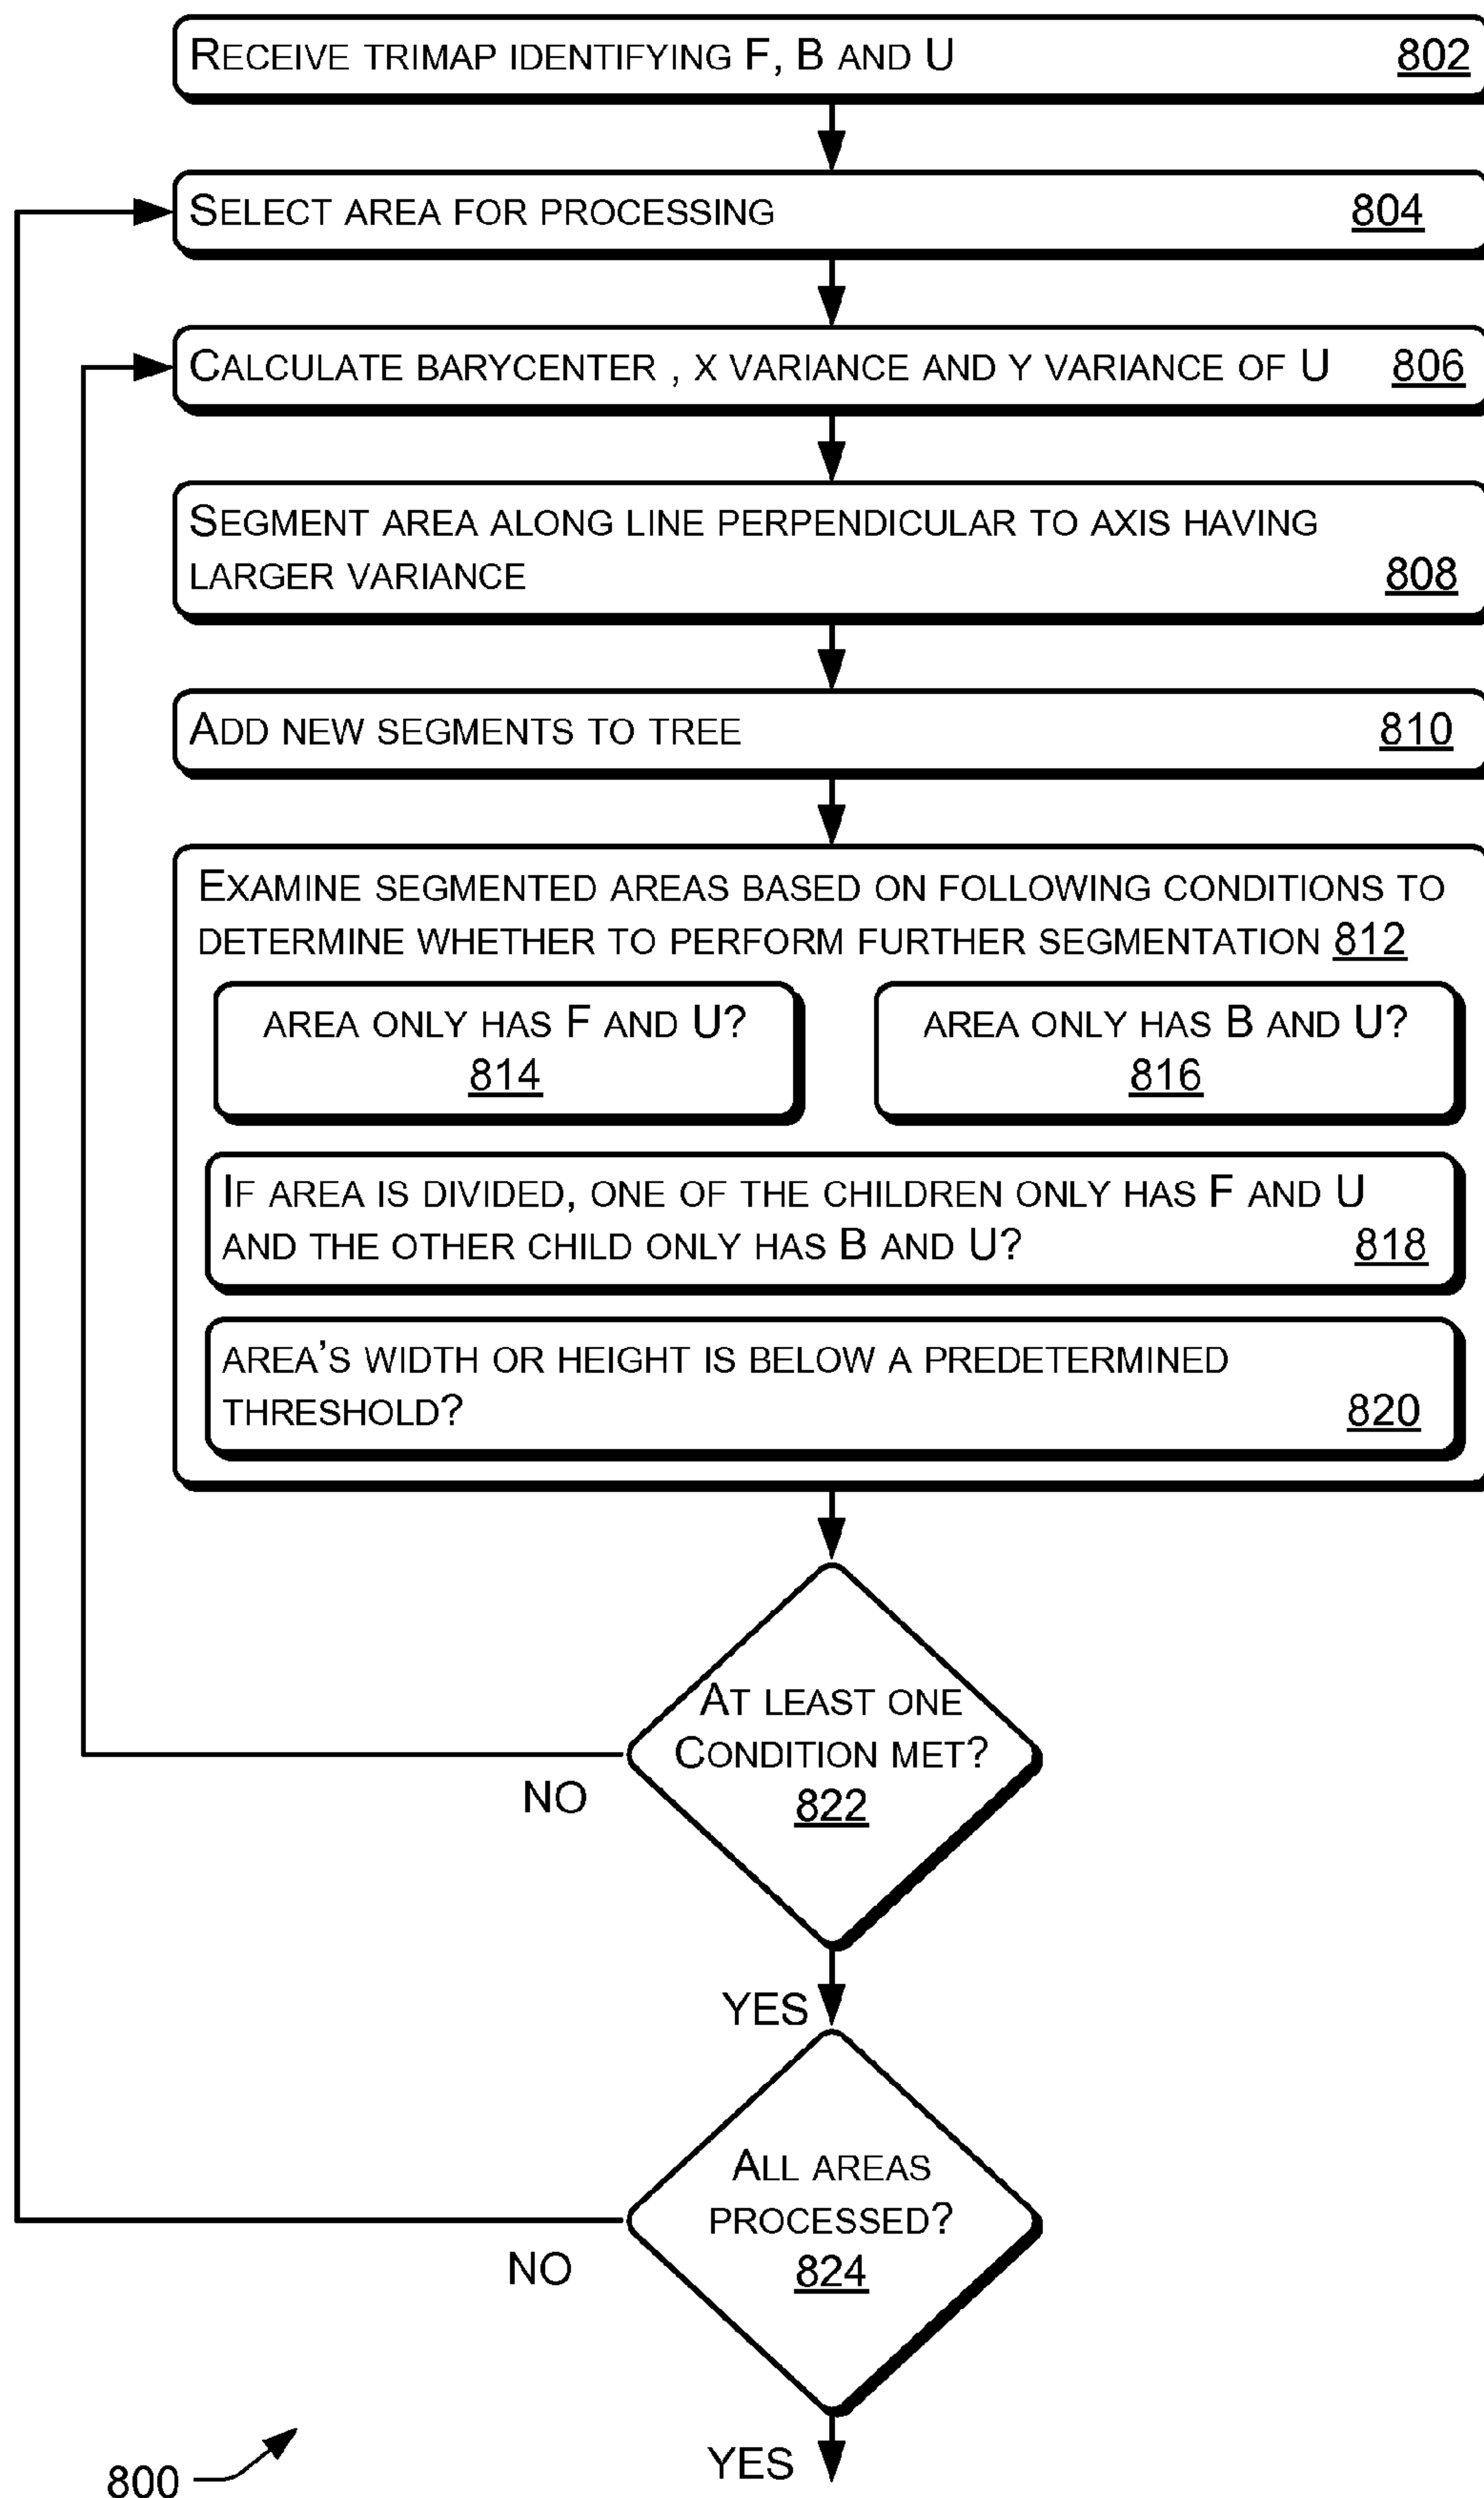 RECEIVE TRIMAP IDENTIFYING F, B AND U 802
SELECT AREA FOR PROCESSING 804
CALCULATE BARYCENTER , X VARIANCE AND Y VARIANCE OF U 806
SEGMENT AREA ALONG LINE PERPENDICULAR TO AXIS HAVING
LARGER VARIANCE 808
ADD NEW SEGMENTS TO TREE 810
EXAMINE SEGMENTED AREAS BASED ON FOLLOWING CONDITIONS TO
DETERMINE WHETHER TO PERFORM FURTHER SEGMENTATION 812
AREA ONLY HAS F AND U?
814
AREA ONLY HAS B AND U?
816
IF AREA IS DIVIDED, ONE OF THE CHILDREN ONLY HAS F AND U
AND THE OTHER CHILD ONLY HAS B AND U? 818
AREA'S WIDTH OR HEIGHT IS BELOW A PREDETERMINED
THRESHOLD? 820
AT LEAST ONE
CONDITION MET?
822
NO
YES
ALL AREAS
PROCESSED?
824
NO
YES
800